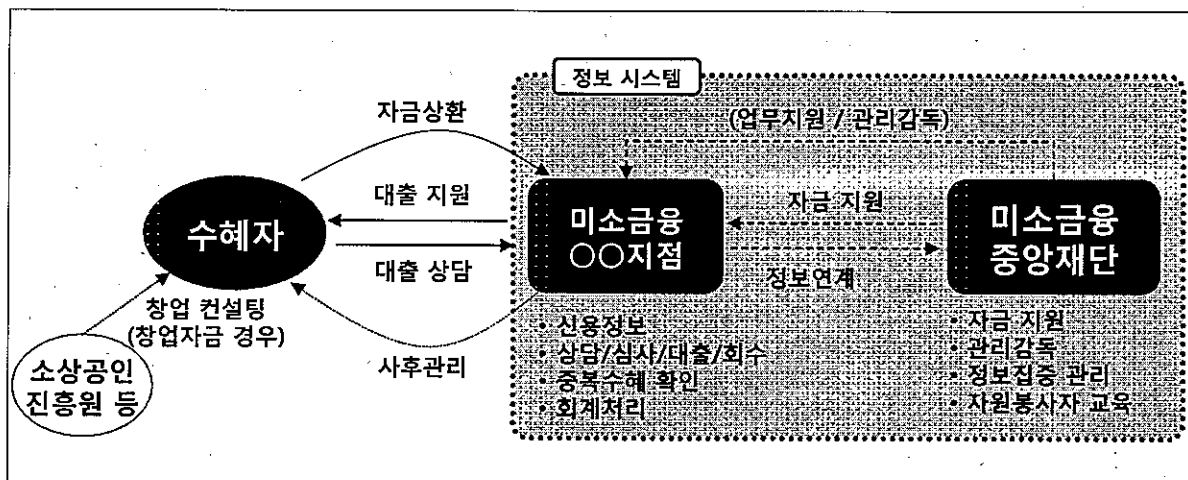 정보 시스템
자금상환
(업무지원 / 관리감독)
대출 지원
자금 지원
수혜자
미소금융
○○지점
미소금융
중앙재단
대출 상담
정보연계
창업 컨설팅
(창업자금 경우)
사후관리
소상공인
진흥원 등
• 신용정보
• 상담/심사/대출/회수
• 중복수혜 확인
• 회계처리
• 자금 지원
• 관리감독
• 정보집중 관리
• 자원봉사자 교육